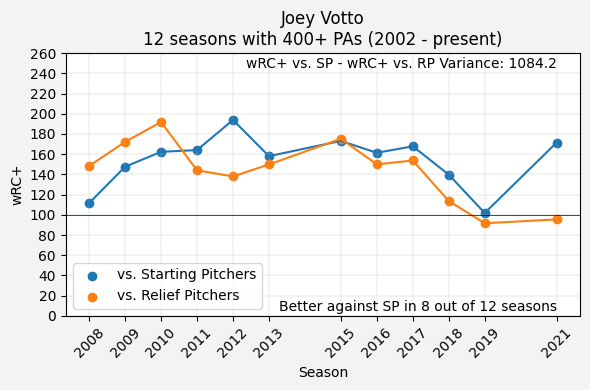 Joey Votto
12 seasons with 400+ PAs (2002 - present)
wRC+ vs. SP - wRC+ vs. RP Variance: 1084.2
260
240
220
200
180
160
140
120
100
80
60
40
20
0
wRC+
vs. Starting Pitchers
vs. Relief Pitchers
Better against SP in 8 out of 12 seasons
2008 2009 2010 2011 2012 2013 2015 2016 2017 2018 2019 2021
Season